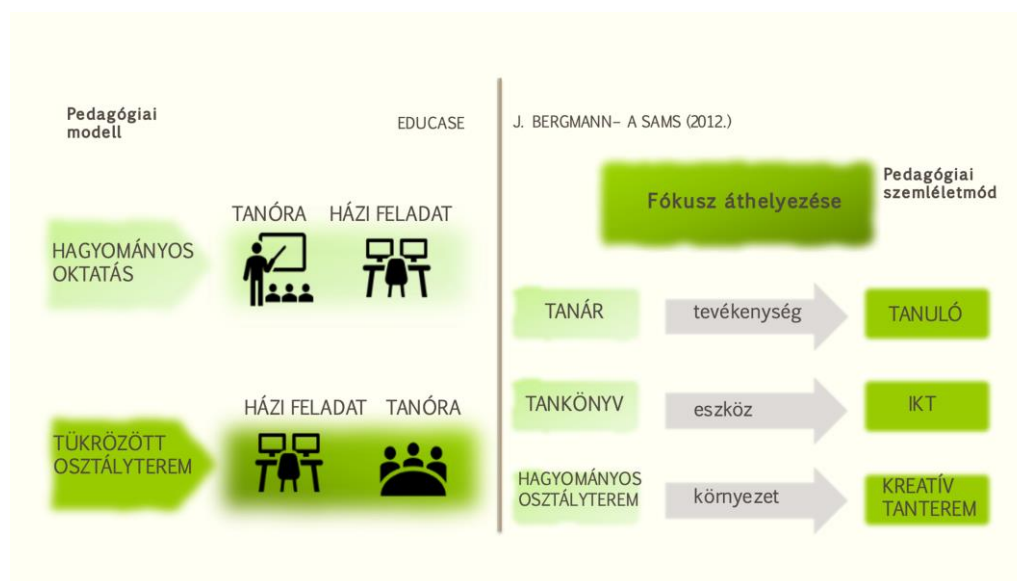 Pedagógiai
modell
EDUCASE
TANÓRA HÁZI FELADAT
HAGYOMÁNYOS
OKTATÁS
HÁZI FELADAT TANÓRA
TÜKRÖZÖTT
OSZTÁLYTEREM
J. BERGMANN– A SAMS (2012.)
Pedagógiai
szemléletmód
Fókusz áthelyezése
TANÁR tevékenység TANULÓ
TANKÖNYV eszköz IKT
HAGYOMÁNYOS
OSZTÁLYTEREM
környezet
KREATÍV
TANTEREM